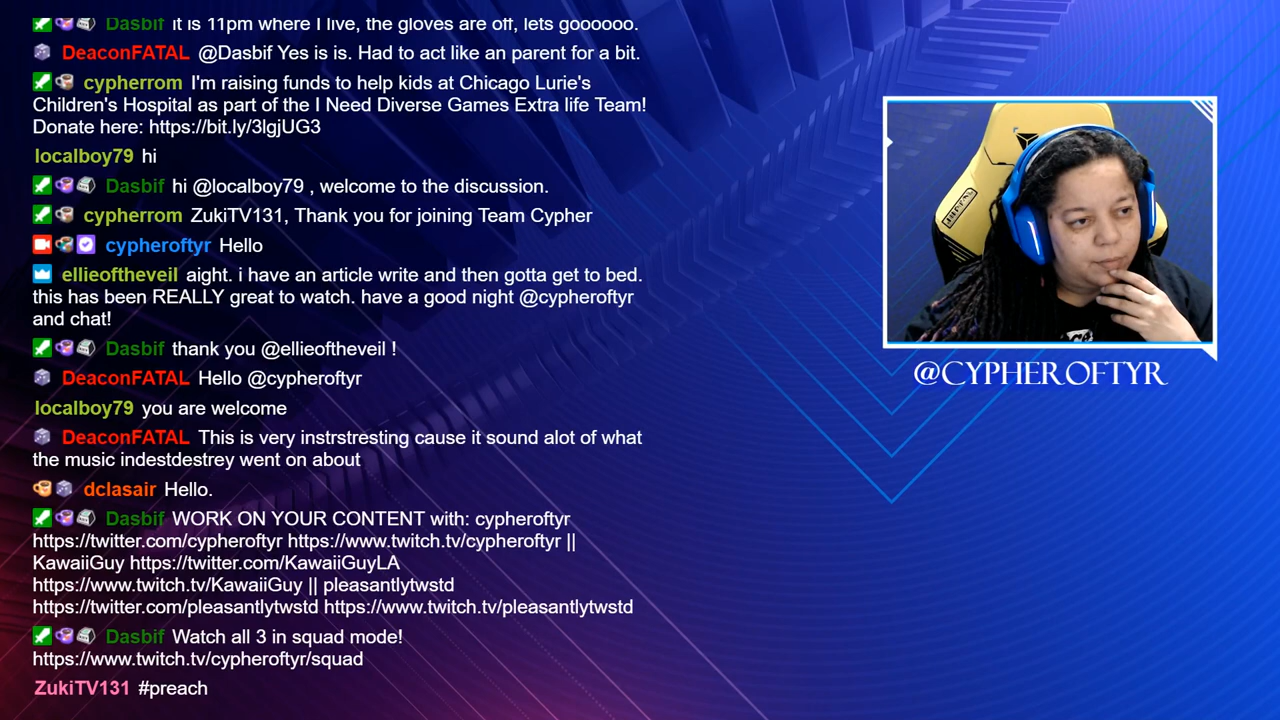 Dasbif it is 11pm where I live, the gloves are off, lets goooooo.
DeaconFATAL @Dasbif Yes is is. Had to act like an parent for a bit.
cypherrom I'm raising funds to help kids at Chicago Lurie's
Children's Hospital as part of the I Need Diverse Games Extra life Team!
Donate here: https://bit.ly/3lgjUG3
localboy79 hi
Dasbif hi @localboy79 , welcome to the discussion.
cypherrom ZukiTV131, Thank you for joining Team Cypher
cypheroftyr Hello
ellieoftheveil aight. i have an article write and then gotta get to bed.
this has been REALLY great to watch. have a good night @cypheroftyr
and chat!
Dasbif thank you @ellieoftheveil !
DeaconFATAL Hello @cypheroftyr
localboy79 you are welcome
DeaconFATAL This is very instrstresting cause it sound alot of what
the music indestdestrey went on about
dclasair Hello.
Dasbif WORK ON YOUR CONTENT with: cypheroftyr
https://twitter.com/cypheroftyr https://www.twitch.tv/cypheroftyr ||
KawaiiGuy https://twitter.com/KawaiiGuyLA
https://www.twitch.tv/KawaiiGuy || pleasantlytwstd
https://twitter.com/pleasantlytwstd https://www.twitch.tv/pleasantlytwstd
Dasbif Watch all 3 in squad mode!
https://www.twitch.tv/cypheroftyr/squad
ZukiTV131 #preach
@CYPHEROFTYR